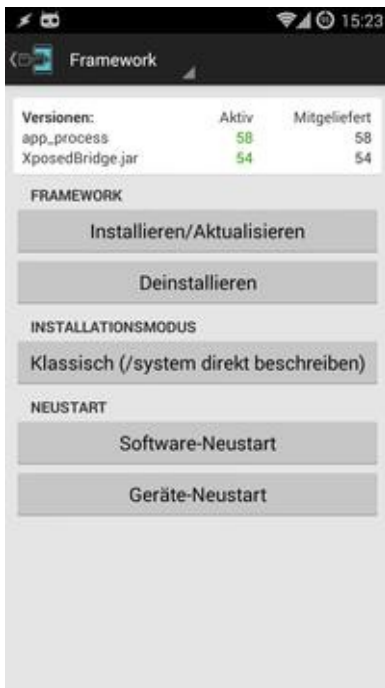 15:23
Framework
Versionen: Aktiv Mitgeliefert
app_process 58 58
XposedBridge.jar 54 54
FRAMEWORK
Installieren/Aktualisieren
Deinstallieren
INSTALLATIONSMODUS
Klassisch (/system direkt beschreiben)
NEUSTART
Software-Neustart
Geräte-Neustart